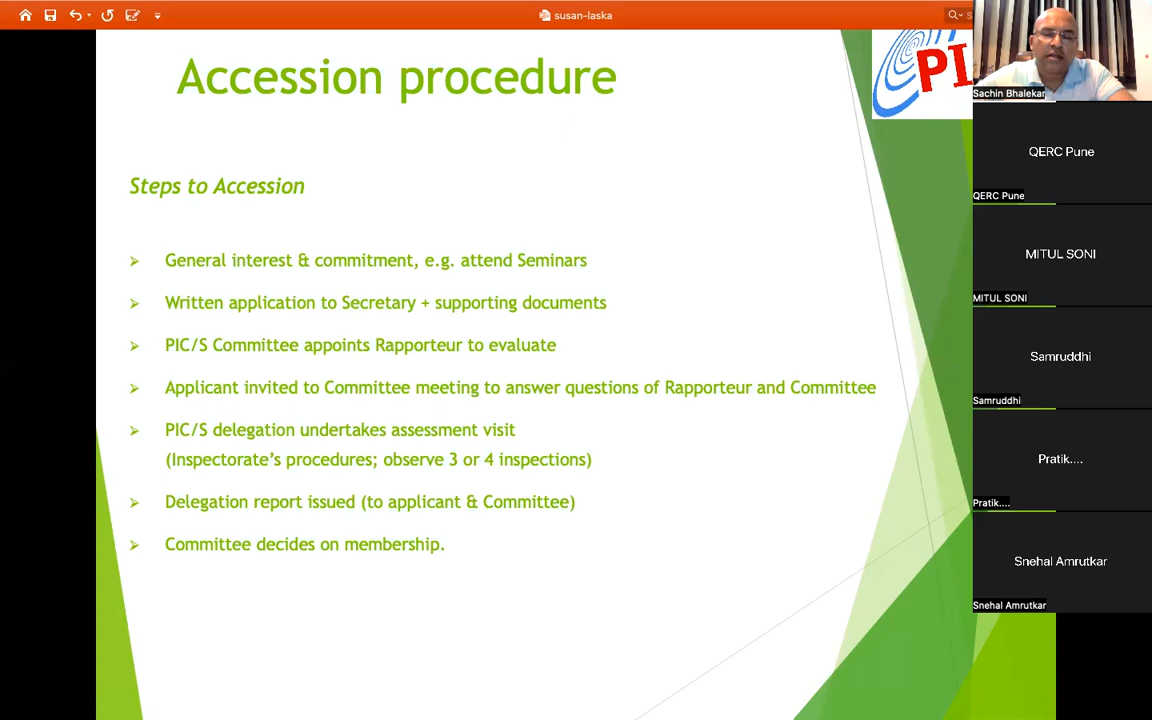 susan-laska
S
Accession procedure
PI
Steps to Accession
General interest & commitment, e.g. attend Seminars
Written application to Secretary + supporting documents
PIC/S Committee appoints Rapporteur to evaluate
Applicant invited to Committee meeting to answer questions of Rapporteur and Committee
PIC/S delegation undertakes assessment visit
(Inspectorate's procedures; observe 3 or 4 inspections)
Delegation report issued (to applicant & Committee)
Committee decides on membership.
Sachin Bhalekar
QERC Pune
QERC Pune
MITUL SONI
MITUL SONI
Samruddhi
Samruddhi
Pratik....
Pratik....
Snehal Amrutkar
Snehal Amrutkar